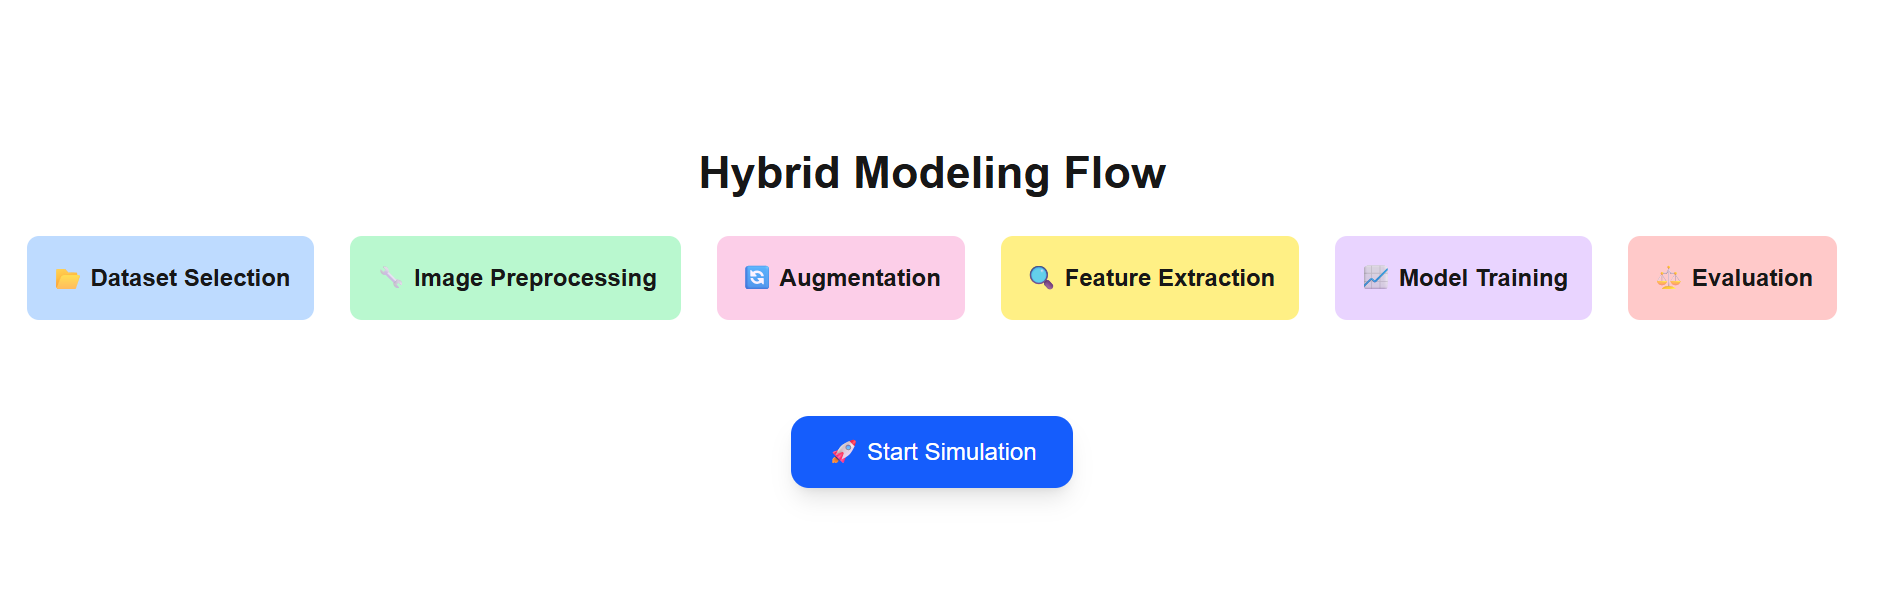 Hybrid Modeling Flow
📂 Dataset Selection
🔧 Image Preprocessing
🔄 Augmentation
🔍 Feature Extraction
📈 Model Training
⚖️ Evaluation
🚀 Start Simulation